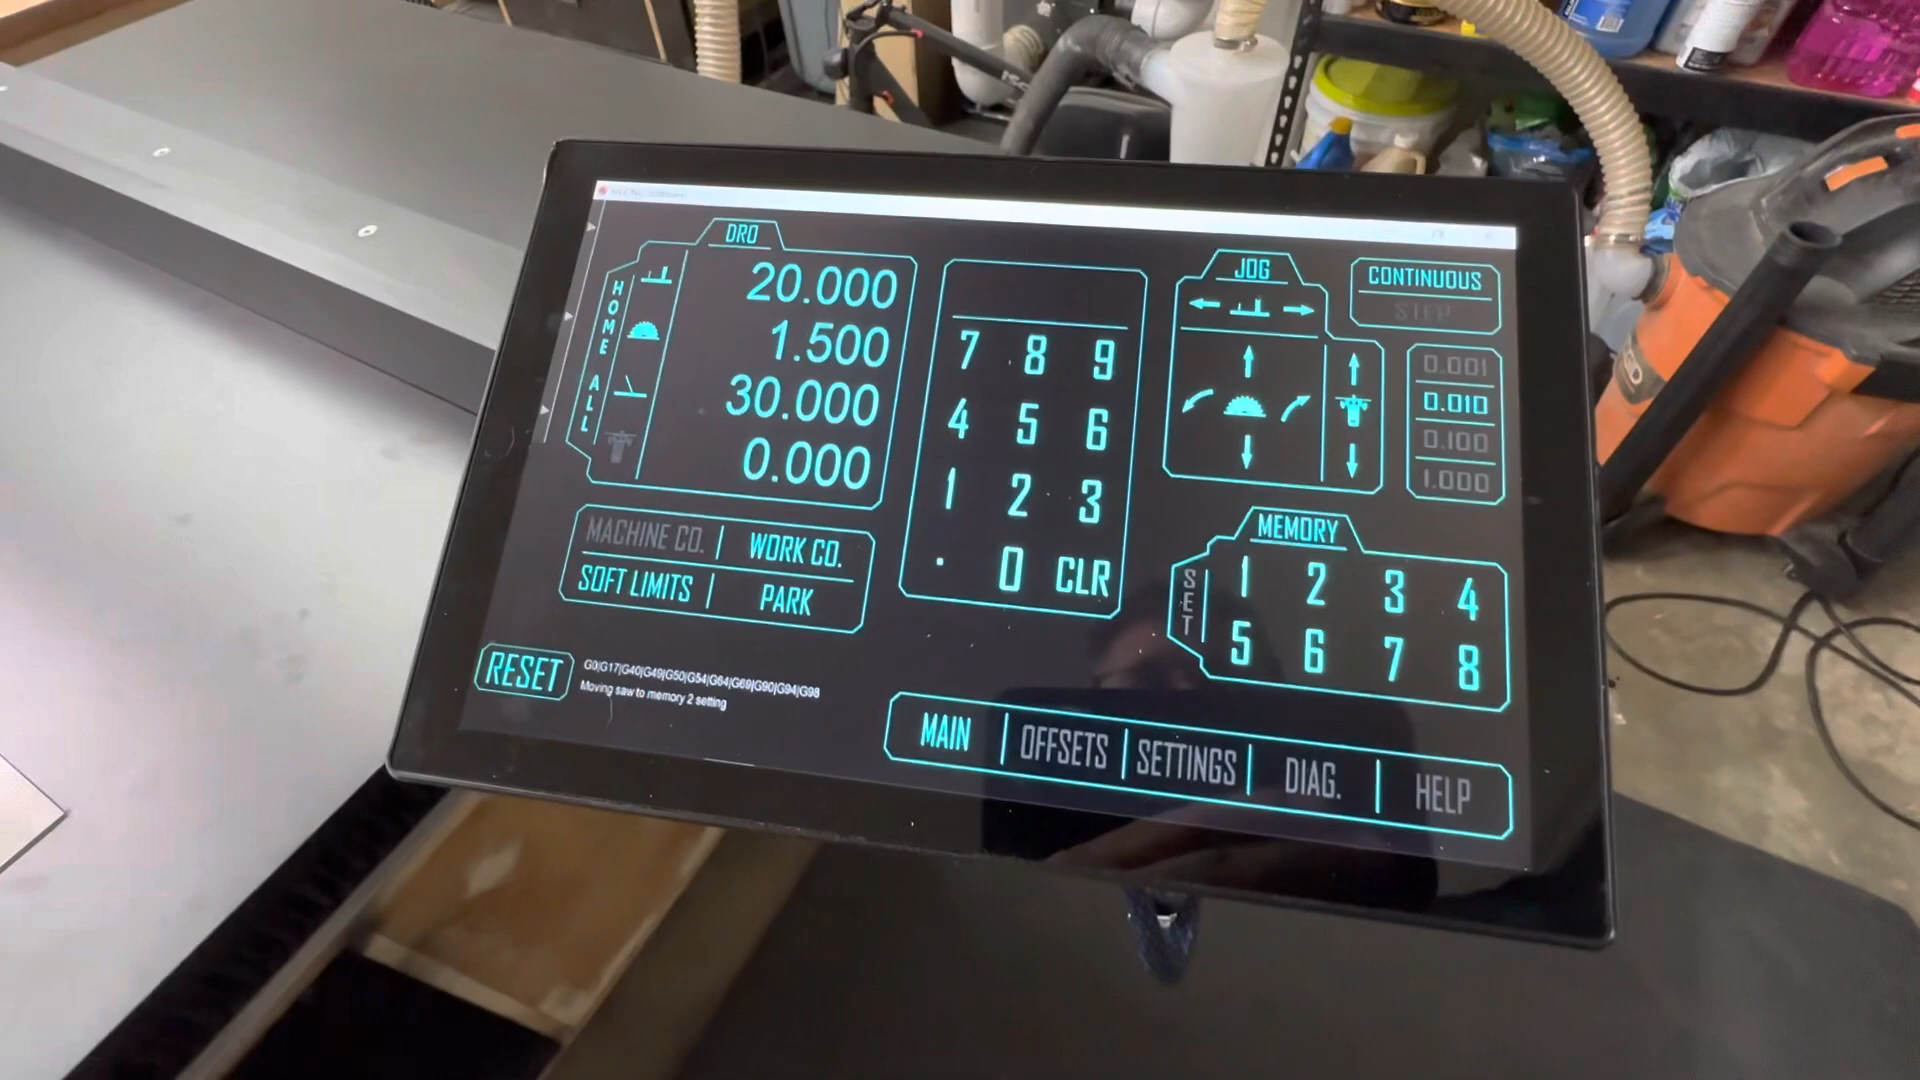 DRO
HOME ALL
20.000
1.500
30.000
0.000
MACHINE CO. WORK CO.
SOFT LIMITS PARK
RESET
G0|G17|G40|G49|G50|G54|G64|G69|G90|G94|G98
Moving saw to memory 2 setting
7 8 9
4 5 6
1 2 3
. 0 CLR
JOG
CONTINUOUS
STEP
0.001
0.010
0.100
1.000
MEMORY
SET
1 2 3 4
5 6 7 8
MAIN OFFSETS SETTINGS DIAG. HELP